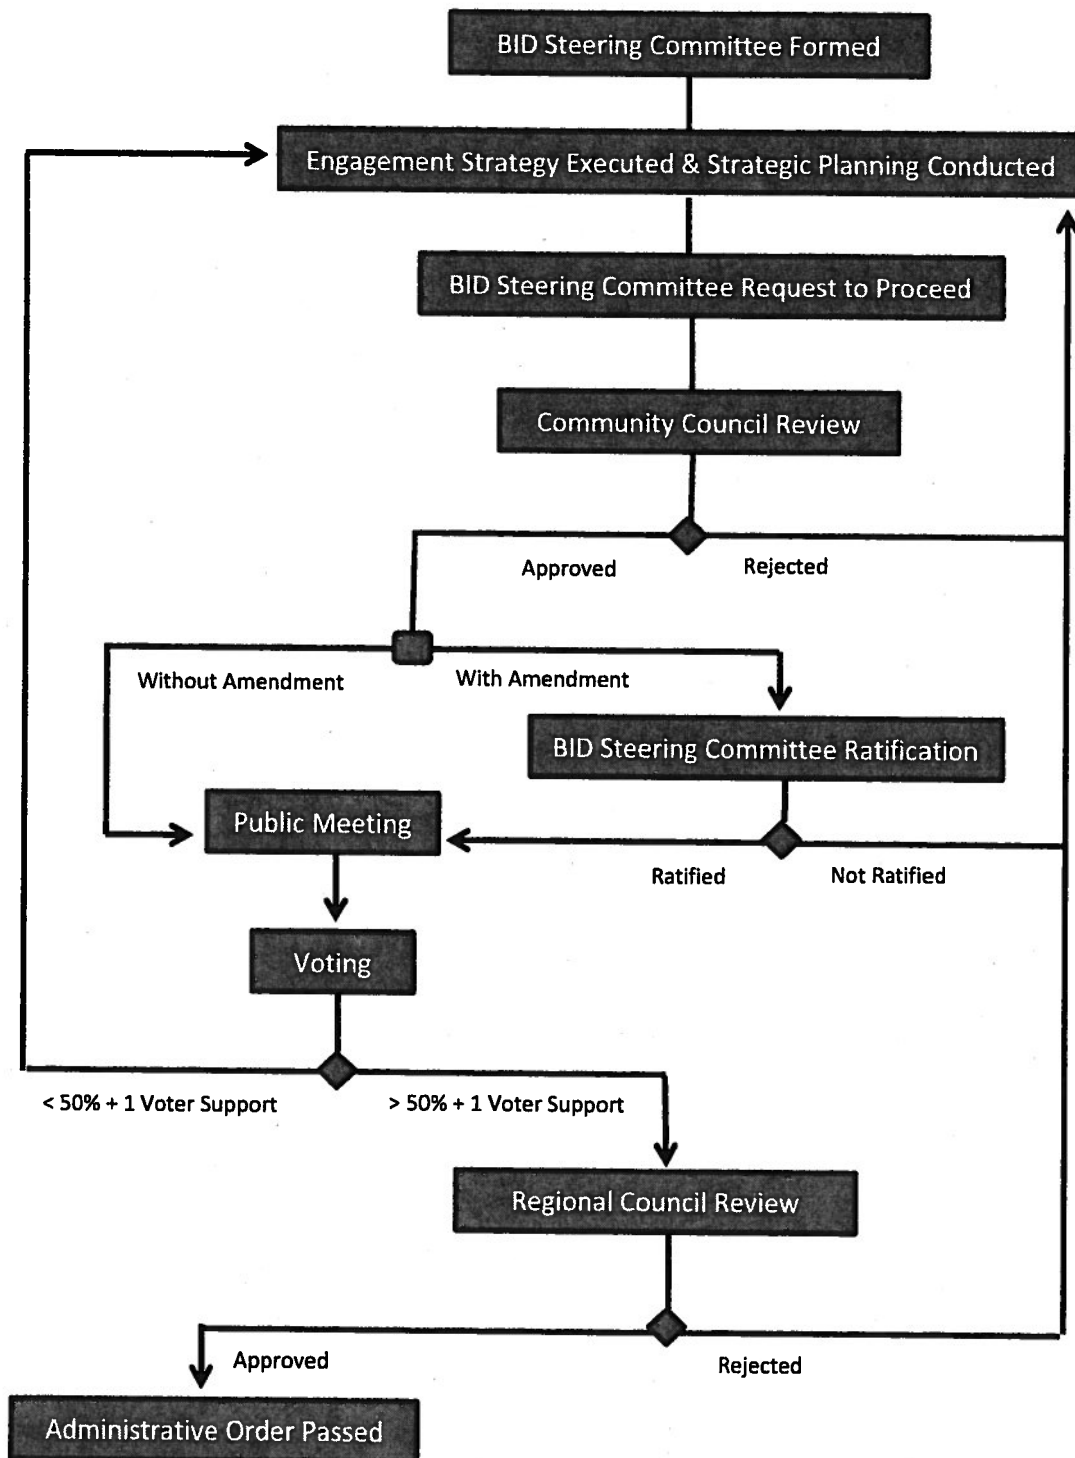 BID Steering Committee Formed
Engagement Strategy Executed & Strategic Planning Conducted
BID Steering Committee Request to Proceed
Community Council Review
Approved
Rejected
Without Amendment
With Amendment
BID Steering Committee Ratification
Public Meeting
Ratified
Not Ratified
Voting
< 50% + 1 Voter Support
> 50% + 1 Voter Support
Regional Council Review
Approved
Rejected
Administrative Order Passed